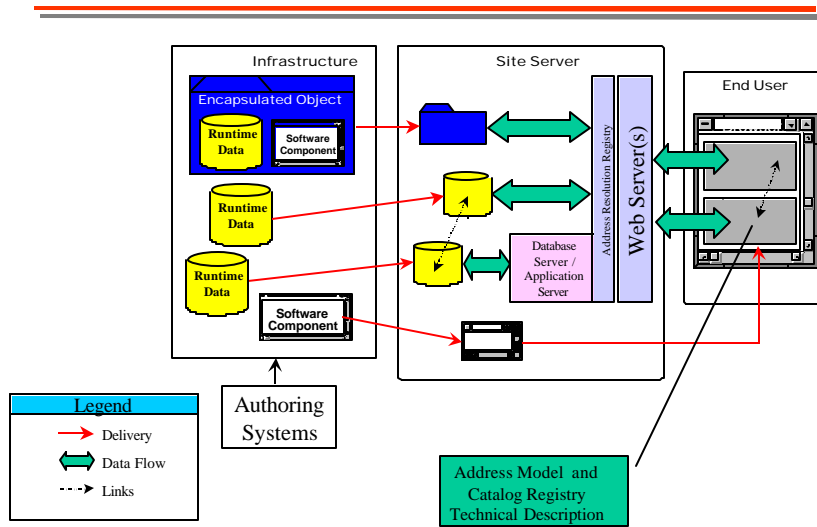 Infrastructure
Encapsulated Object
Runtime
Data
Software
Component
Runtime
Data
Runtime
Data
Software
Component
Site Server
Database
Server /
Application
Server
Address Resolution Registry
Web Server(s)
End User
Authoring
Systems
Legend
Delivery
Data Flow
Links
Address Model and
Catalog Registry
Technical Description